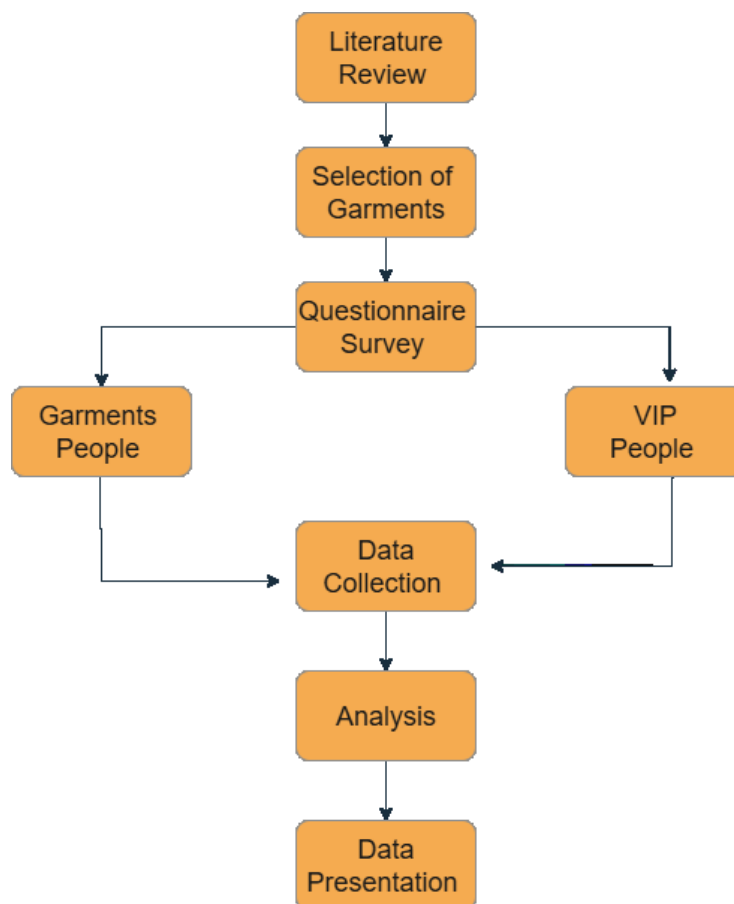 Literature
Review
Selection of
Garments
Questionnaire
Survey
Garments
People
VIP
People
Data
Collection
Analysis
Data
Presentation